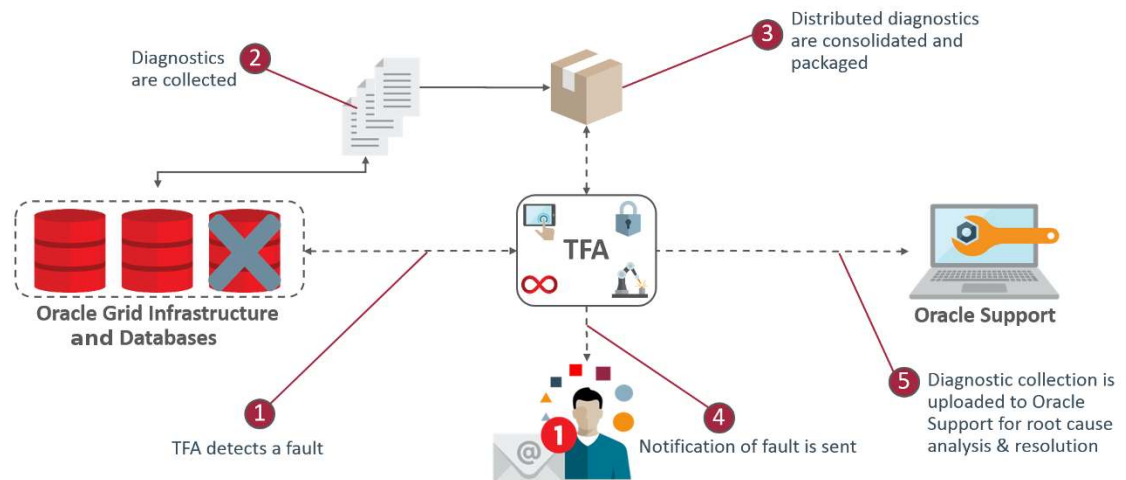 Diagnostics
are collected
2
3
Distributed diagnostics
are consolidated and
packaged
TFA
Oracle Grid Infrastructure
and Databases
Oracle Support
1
TFA detects a fault
@
1
4
Notification of fault is sent
5
Diagnostic collection is
uploaded to Oracle
Support for root cause
analysis & resolution